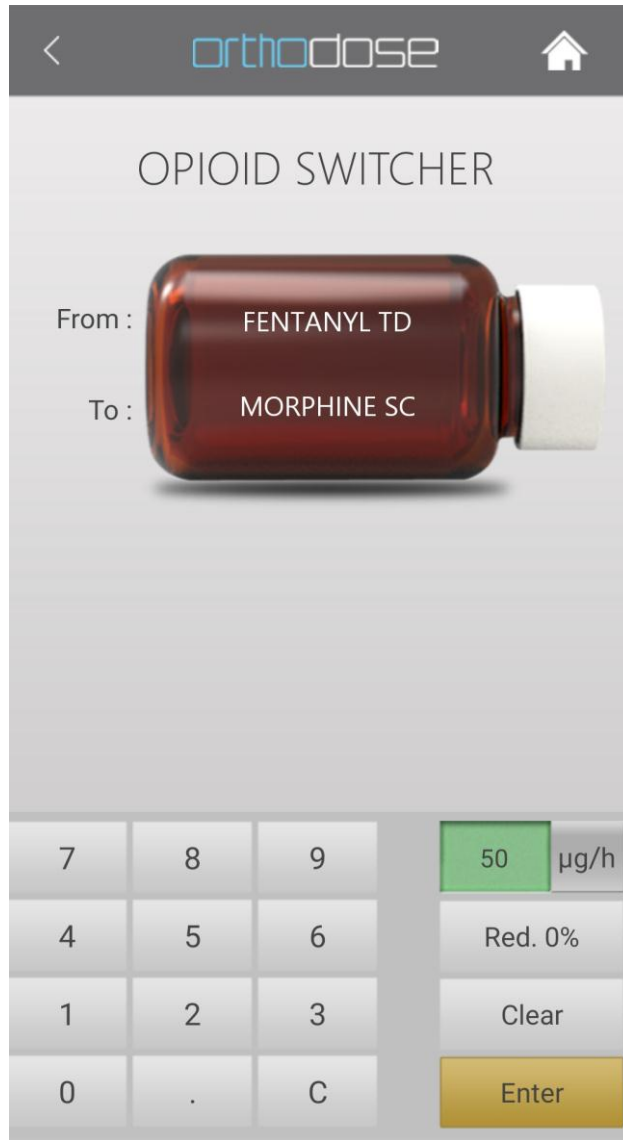 orthodose
OPIOID SWITCHER
From : FENTANYL TD
To : MORPHINE SC
7 8 9 50 µg/h
4 5 6 Red. 0%
1 2 3 Clear
0 . C Enter